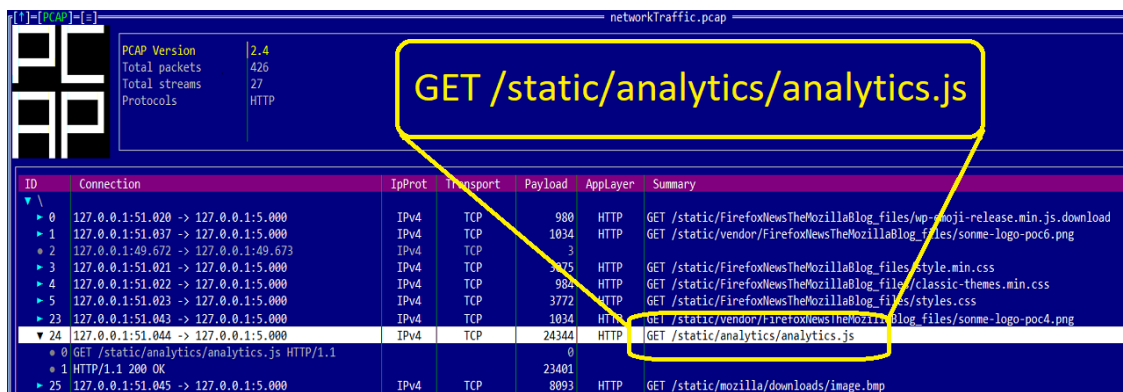 [↑]=[PCAP]=[≡] networkTraffic.pcap
PC
AP
PCAP Version 2.4
Total packets 426
Total streams 27
Protocols HTTP
GET /static/analytics/analytics.js
ID Connection IpProt Transport Payload AppLayer Summary
▼ \
► 0 127.0.0.1:51.020 -> 127.0.0.1:5.000 IPv4 TCP 980 HTTP GET /static/FirefoxNewsTheMozillaBlog_files/wp-emoji-release.min.js.download
► 1 127.0.0.1:51.037 -> 127.0.0.1:5.000 IPv4 TCP 1034 HTTP GET /static/vendor/FirefoxNewsTheMozillaBlog_files/sonme-logo-poc6.png
● 2 127.0.0.1:49.672 -> 127.0.0.1:49.673 IPv4 TCP 3
► 3 127.0.0.1:51.021 -> 127.0.0.1:5.000 IPv4 TCP HTTP GET /static/FirefoxNewsTheMozillaBlog_files/style.min.css
► 4 127.0.0.1:51.022 -> 127.0.0.1:5.000 IPv4 TCP 984 HTTP GET /static/FirefoxNewsTheMozillaBlog_files/classic-themes.min.css
► 5 127.0.0.1:51.023 -> 127.0.0.1:5.000 IPv4 TCP 3772 HTTP GET /static/FirefoxNewsTheMozillaBlog_files/styles.css
► 23 127.0.0.1:51.043 -> 127.0.0.1:5.000 IPv4 TCP 1034 HTTP GET /static/vendor/FirefoxNewsTheMozillaBlog_files/sonme-logo-poc4.png
▼ 24 127.0.0.1:51.044 -> 127.0.0.1:5.000 IPv4 TCP 24344 HTTP GET /static/analytics/analytics.js
● 0 GET /static/analytics/analytics.js HTTP/1.1 0
● 1 HTTP/1.1 200 OK 23401
► 25 127.0.0.1:51.045 -> 127.0.0.1:5.000 IPv4 TCP 8093 HTTP GET /static/mozilla/downloads/image.bmp